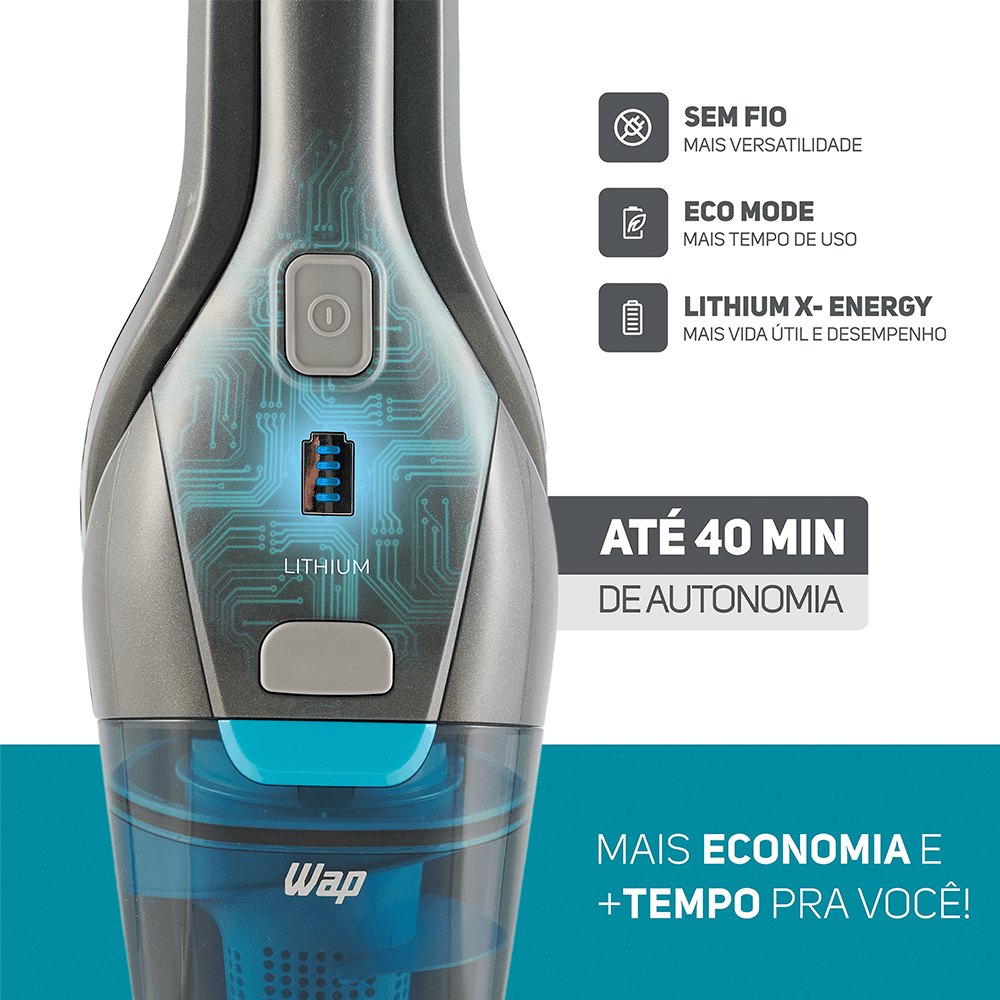 SEM FIO
MAIS VERSATILIDADE
ECO MODE
MAIS TEMPO DE USO
LITHIUM X- ENERGY
MAIS VIDA ÚTIL E DESEMPENHO
LITHIUM
ATÉ 40 MIN
DE AUTONOMIA
Wap
MAIS ECONOMIA E
+TEMPO PRA VOCÊ!